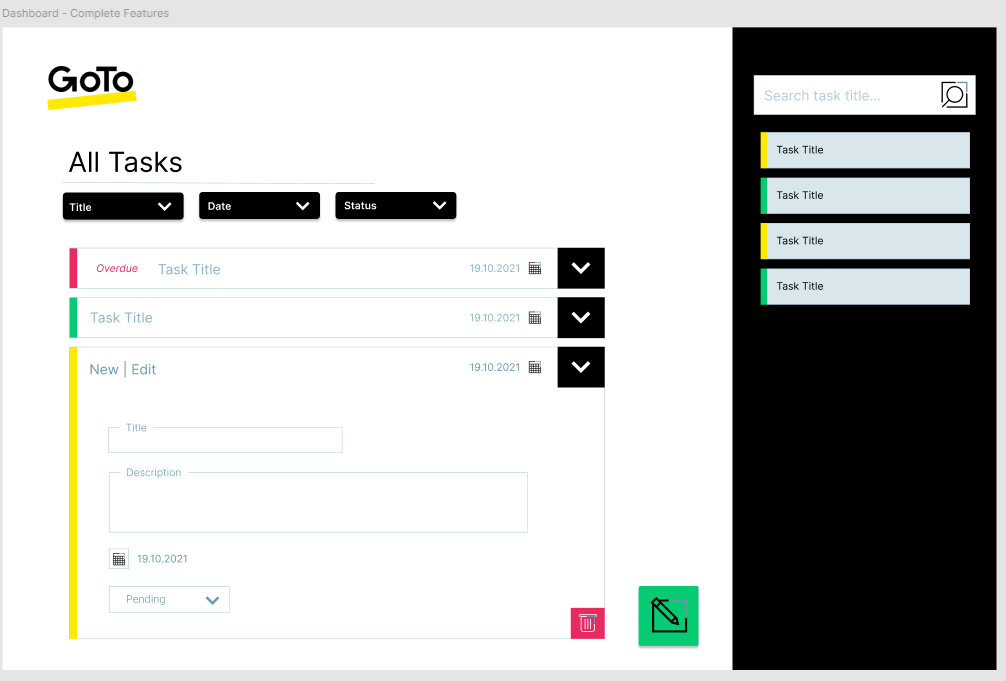 Dashboard - Complete Features
GoTo
All Tasks
Title
Date
Status
Overdue
Task Title
19.10.2021
Task Title
19.10.2021
New | Edit
19.10.2021
Title
Description
19.10.2021
Pending
Search task title...
Task Title
Task Title
Task Title
Task Title